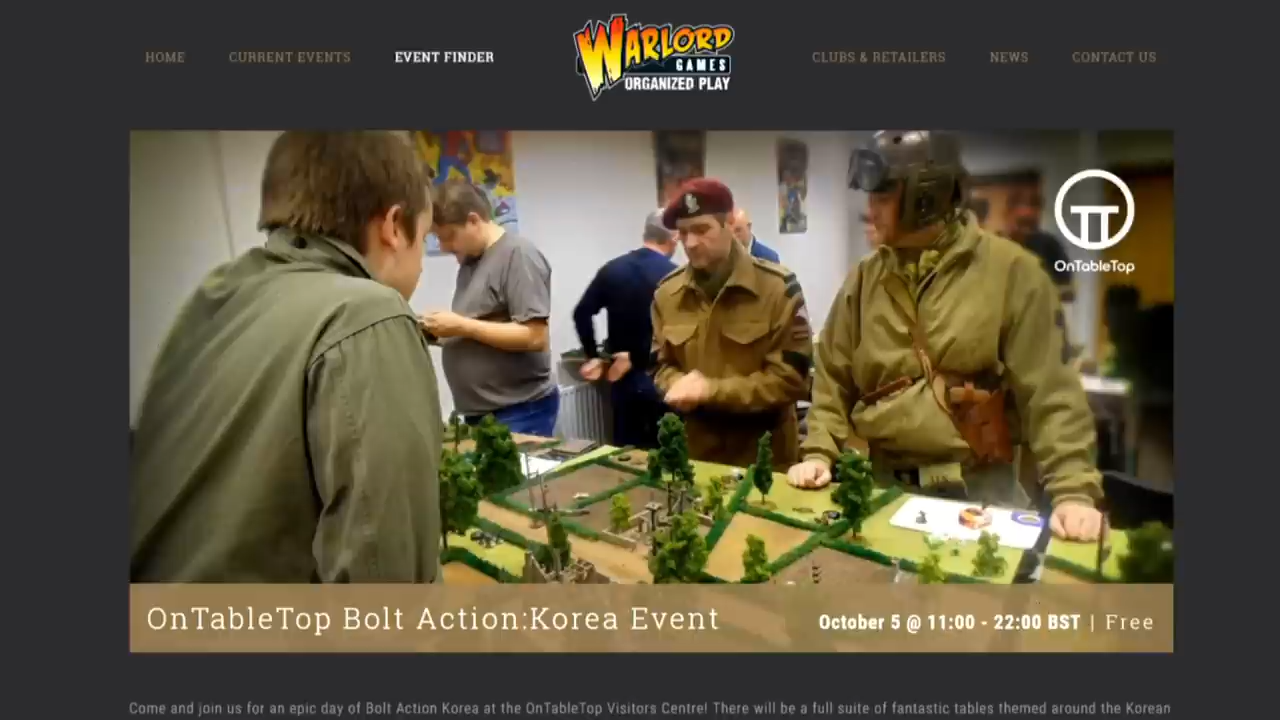 HOME
CURRENT EVENTS
EVENT FINDER
WARLORD
GAMES
ORGANIZED PLAY
CLUBS & RETAILERS
NEWS
CONTACT US
OnTableTop
OnTableTop Bolt Action:Korea Event
October 5 @ 11:00 - 22:00 BST | Free
Come and join us for an epic day of Bolt Action Korea at the OnTableTop Visitors Centre! There will be a full suite of fantastic tables themed around the Korean